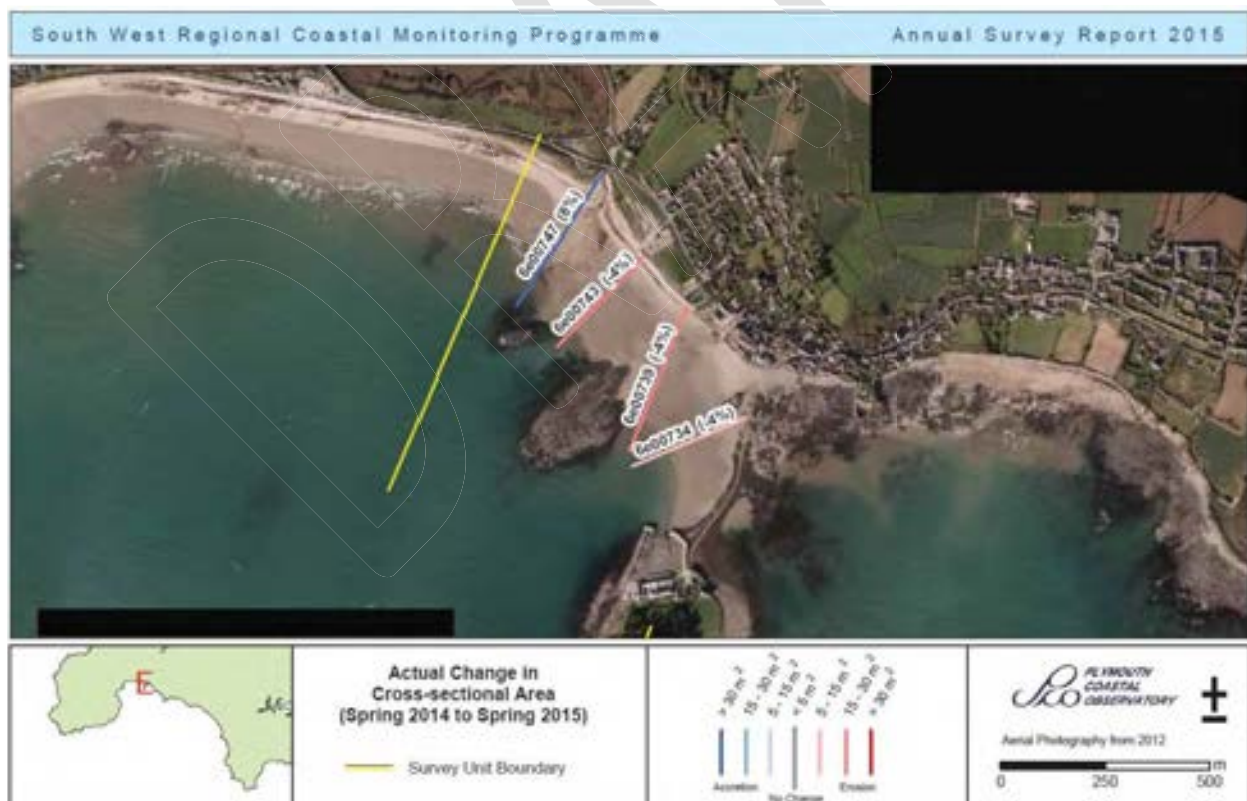 South West Regional Coastal Monitoring Programme
Annual Survey Report 2015
6e00747 (8%)
6e00743 (-4%)
6e00739 (-4%)
6e00734 (-4%)
E
Actual Change in
Cross-sectional Area
(Spring 2014 to Spring 2015)
Survey Unit Boundary
> 30 m²
15 - 30 m²
5 - 15 m²
< 5 m²
5 - 15 m²
15 - 30 m²
> 30 m²
Accretion
No Change
Erosion
PLYMOUTH
COASTAL
OBSERVATORY
Aerial Photography from 2012
m
0 250 500